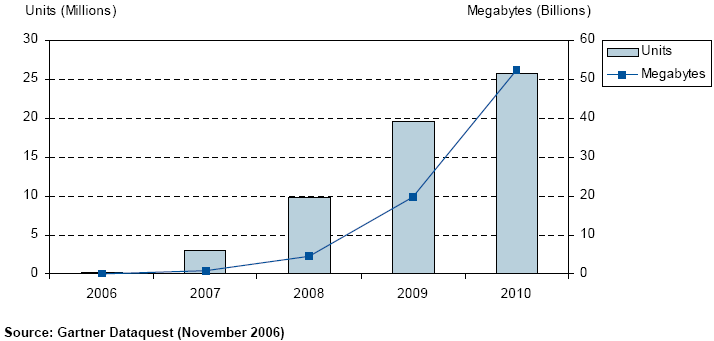 Units (Millions) Megabytes (Billions)
30 60
25 50
20 40
15 30
10 20
5 10
0 0
Units
Megabytes
2006 2007 2008 2009 2010
Source: Gartner Dataquest (November 2006)